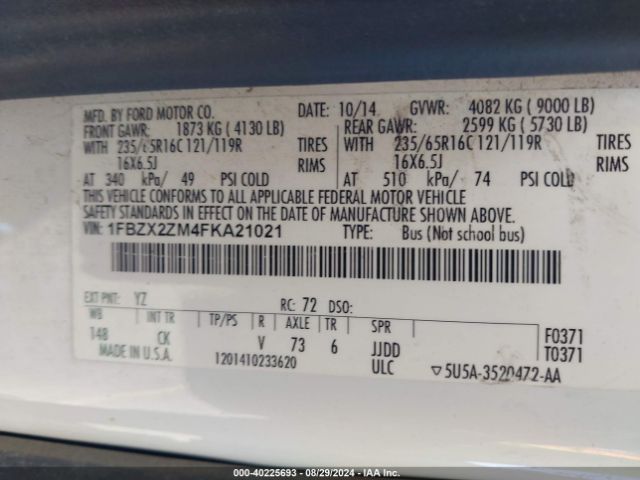 MFD. BY FORD MOTOR CO. DATE: 10/14 GVWR: 4082 KG ( 9000 LB)
FRONT GAWR: 1873 KG ( 4130 LB) REAR GAWR: 2599 KG ( 5730 LB)
WITH 235/65R16C 121/119R TIRES WITH 235/65R16C 121/119R TIRES
16X6.5J RIMS 16X6.5J RIMS
AT 340 kPa/ 49 PSI COLD AT 510 kPa/ 74 PSI COLD
THIS VEHICLE CONFORMS TO ALL APPLICABLE FEDERAL MOTOR VEHICLE
SAFETY STANDARDS IN EFFECT ON THE DATE OF MANUFACTURE SHOWN ABOVE.
VIN: 1FBZX2ZM4FKA21021 TYPE: Bus (Not school bus)
EXT PNT: YZ RC: 72 DSO:
WB INT TR TP/PS R AXLE TR SPR F0371
148 CK V 73 6 JJDD T0371
MADE IN U.S.A. 1201410233620 ULC ▽5U5A-3520472-AA
000-40225693 - 08/29/2024 - IAA Inc.